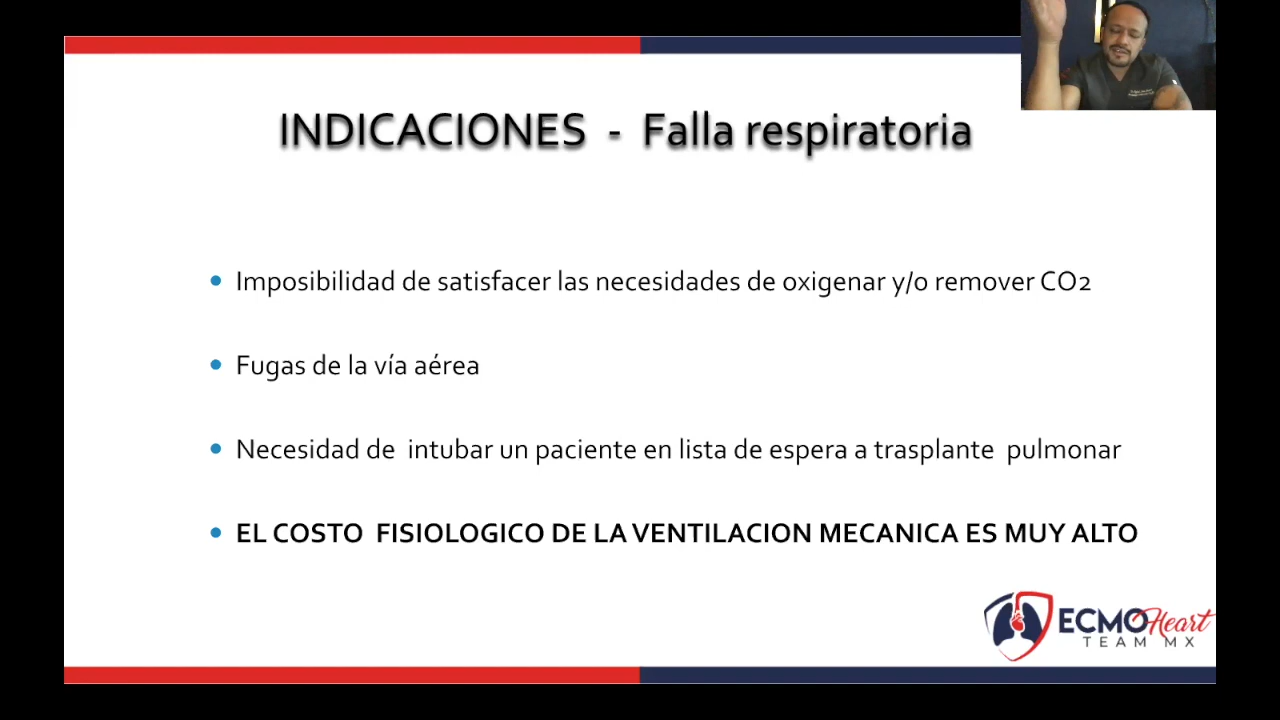 INDICACIONES - Falla respiratoria
Imposibilidad de satisfacer las necesidades de oxigenar y/o remover CO2
Fugas de la vía aérea
Necesidad de intubar un paciente en lista de espera a trasplante pulmonar
EL COSTO FISIOLOGICO DE LA VENTILACION MECANICA ES MUY ALTO
ECMO Heart
TEAM MX